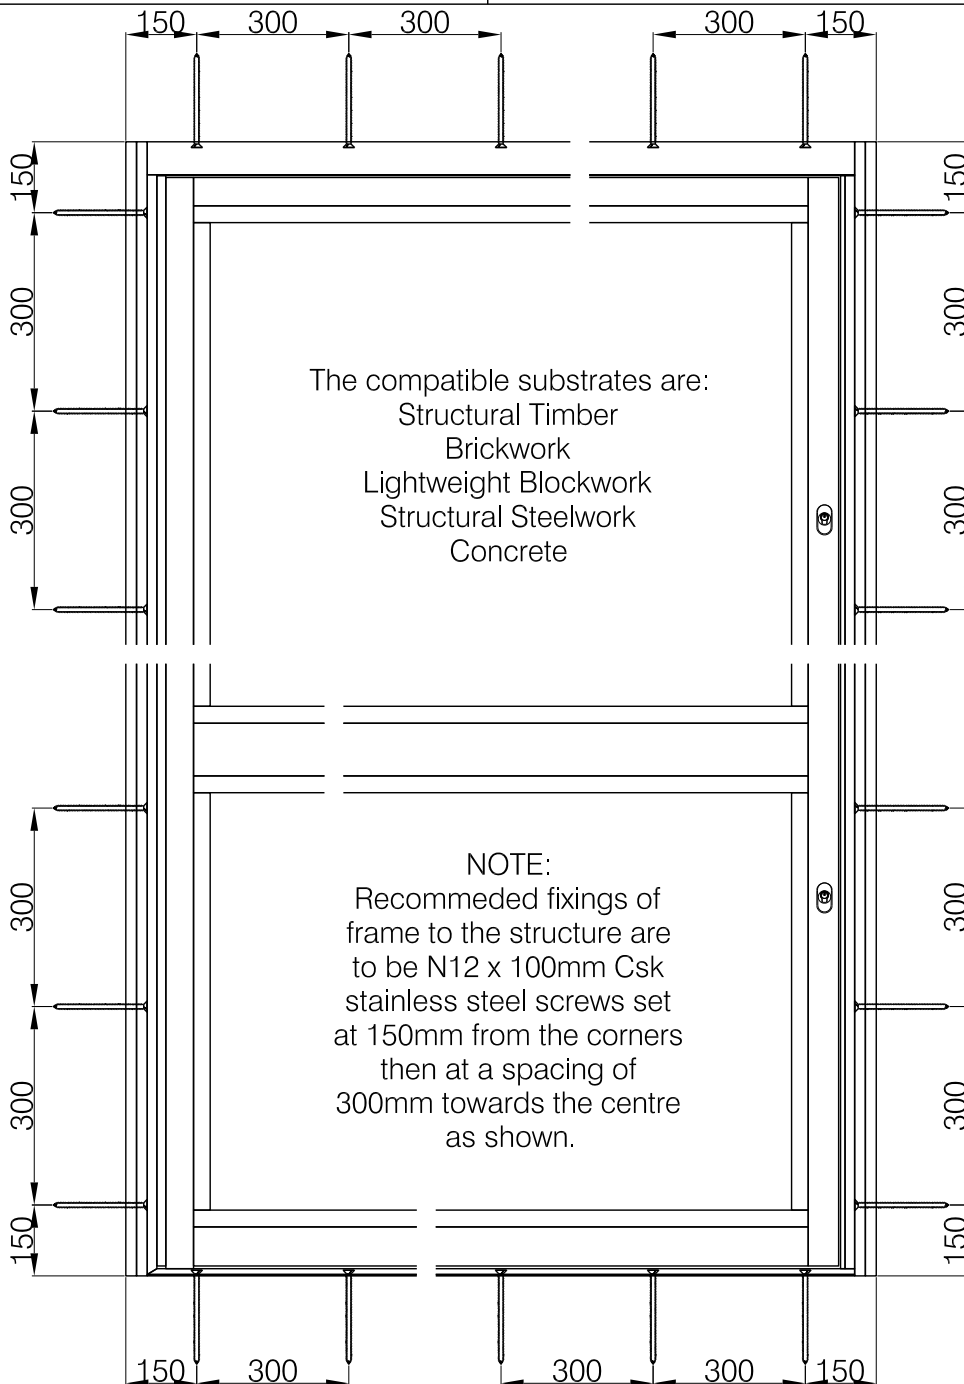 150 300 300 300 150
150 150
300 300
The compatible substrates are:
Structural Timber
Brickwork
Lightweight Blockwork
Structural Steelwork
Concrete
300 300
NOTE:
Recommeded fixings of
frame to the structure are
to be N12 x 100mm Csk
stainless steel screws set
at 150mm from the corners
then at a spacing of
300mm towards the centre
as shown.
300 300
300 300
150 150
150 300 300 300 150